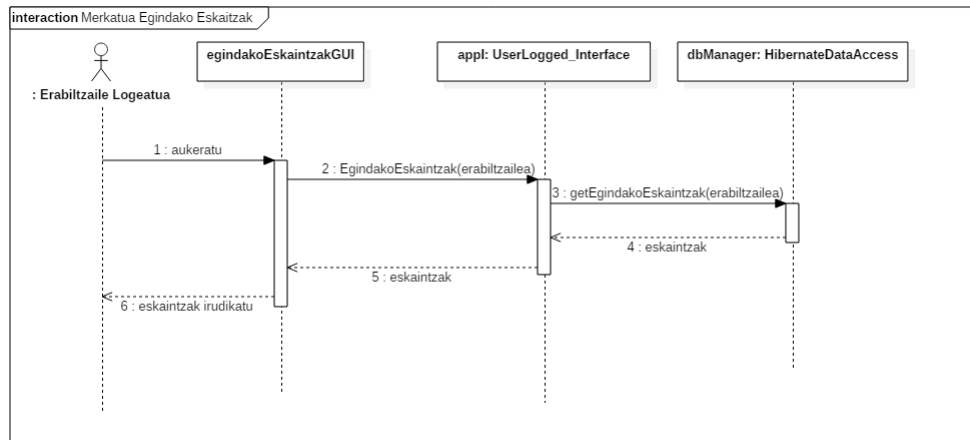 interaction Merkatua Egindako Eskaitzak
egindakoEskaintzakGUI
appl: UserLogged_Interface
dbManager: HibernateDataAccess
: Erabiltzaile Logeatua
1 : aukeratu
2 : EgindakoEskaintzak(erabiltzailea)
3 : getEgindakoEskaintzak(erabiltzailea)
4 : eskaintzak
5 : eskaintzak
6 : eskaintzak irudikatu